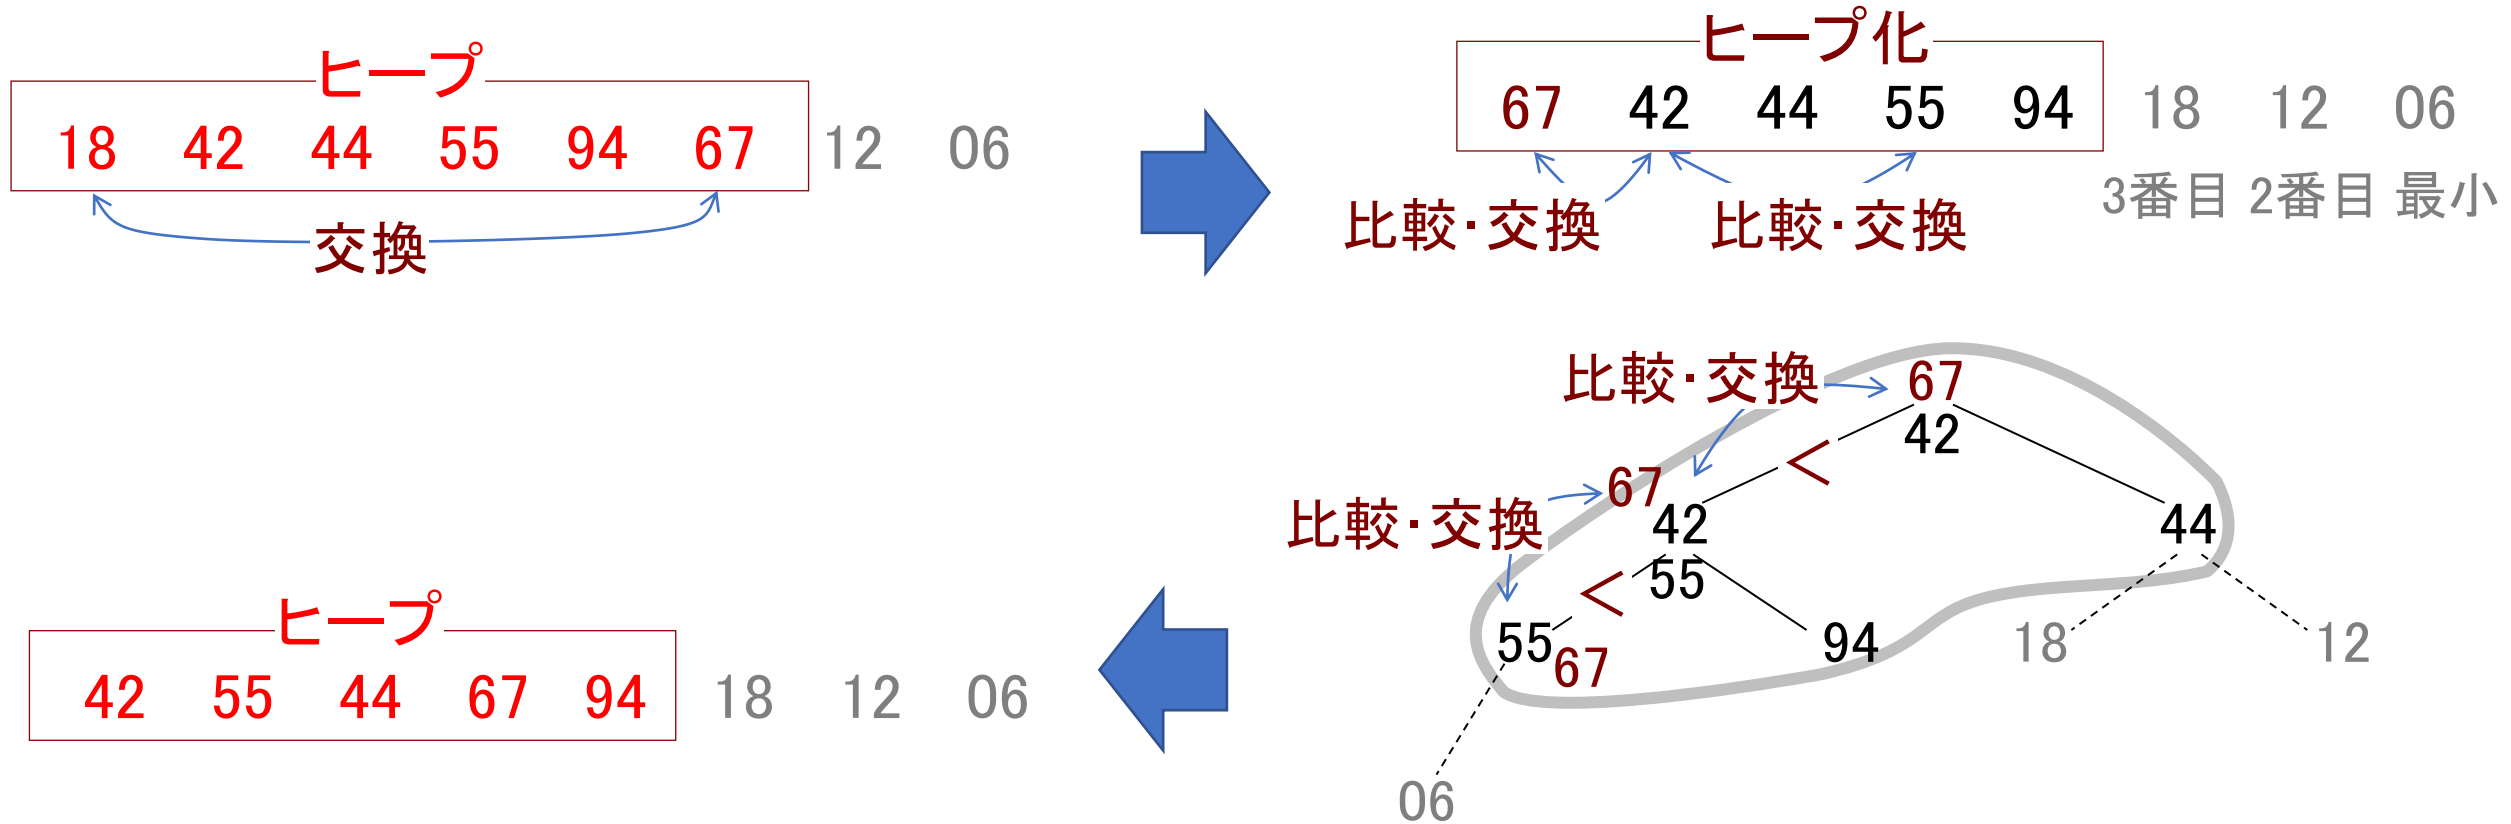 ヒープ
18 42 44 55 94 67 12 06
交換
ヒープ化
67 42 44 55 94 18 12 06
3番目 2番目 最小
比較・交換 比較・交換
比較・交換 67
42
<
比較・交換 67 44
42
55 <
55 94 18 12
67
06
ヒープ
42 55 44 67 94 18 12 06